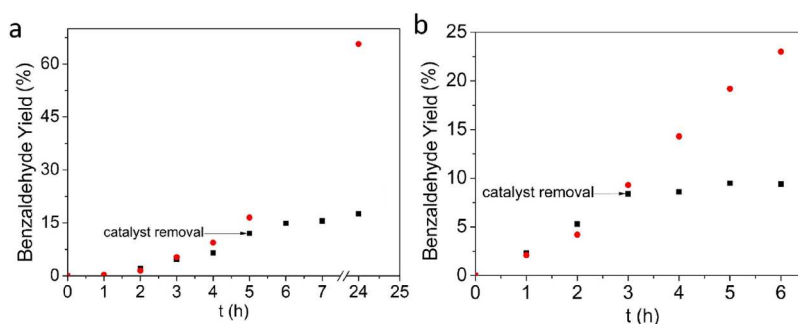 a
Benzaldehyde Yield (%)
60
45
30
15
0
catalyst removal
0 1 2 3 4 5 6 7 24 25
t (h)
b
Benzaldehyde Yield (%)
25
20
15
10
5
0
catalyst removal
0 1 2 3 4 5 6
t (h)